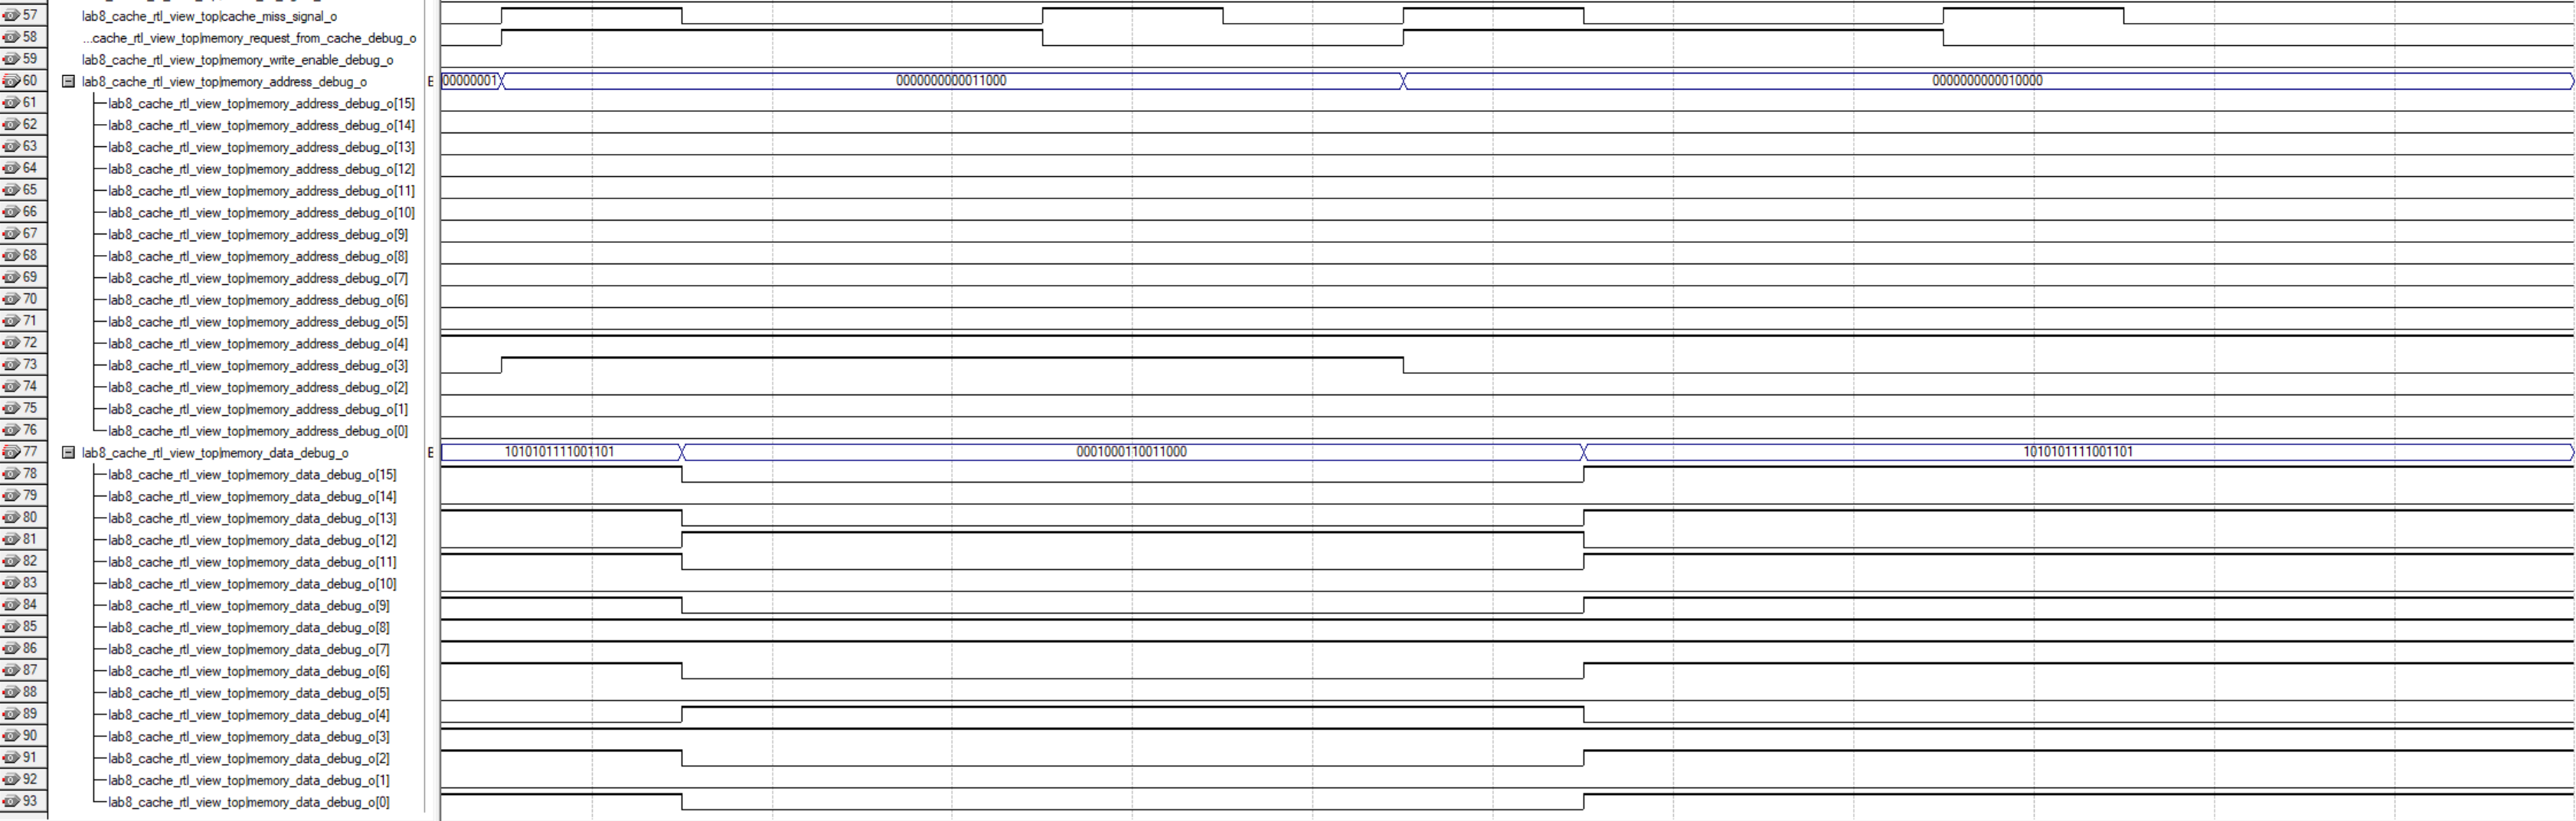 57 lab8_cache_rtl_view_top|cache_miss_signal_o
58 ...cache_rtl_view_top|memory_request_from_cache_debug_o
59 lab8_cache_rtl_view_top|memory_write_enable_debug_o
60 lab8_cache_rtl_view_top|memory_address_debug_o E 00000001 0000000000011000 0000000000010000
61 lab8_cache_rtl_view_top|memory_address_debug_o[15]
62 lab8_cache_rtl_view_top|memory_address_debug_o[14]
63 lab8_cache_rtl_view_top|memory_address_debug_o[13]
64 lab8_cache_rtl_view_top|memory_address_debug_o[12]
65 lab8_cache_rtl_view_top|memory_address_debug_o[11]
66 lab8_cache_rtl_view_top|memory_address_debug_o[10]
67 lab8_cache_rtl_view_top|memory_address_debug_o[9]
68 lab8_cache_rtl_view_top|memory_address_debug_o[8]
69 lab8_cache_rtl_view_top|memory_address_debug_o[7]
70 lab8_cache_rtl_view_top|memory_address_debug_o[6]
71 lab8_cache_rtl_view_top|memory_address_debug_o[5]
72 lab8_cache_rtl_view_top|memory_address_debug_o[4]
73 lab8_cache_rtl_view_top|memory_address_debug_o[3]
74 lab8_cache_rtl_view_top|memory_address_debug_o[2]
75 lab8_cache_rtl_view_top|memory_address_debug_o[1]
76 lab8_cache_rtl_view_top|memory_address_debug_o[0]
77 lab8_cache_rtl_view_top|memory_data_debug_o E 1010101111001101 0001000110011000 1010101111001101
78 lab8_cache_rtl_view_top|memory_data_debug_o[15]
79 lab8_cache_rtl_view_top|memory_data_debug_o[14]
80 lab8_cache_rtl_view_top|memory_data_debug_o[13]
81 lab8_cache_rtl_view_top|memory_data_debug_o[12]
82 lab8_cache_rtl_view_top|memory_data_debug_o[11]
83 lab8_cache_rtl_view_top|memory_data_debug_o[10]
84 lab8_cache_rtl_view_top|memory_data_debug_o[9]
85 lab8_cache_rtl_view_top|memory_data_debug_o[8]
86 lab8_cache_rtl_view_top|memory_data_debug_o[7]
87 lab8_cache_rtl_view_top|memory_data_debug_o[6]
88 lab8_cache_rtl_view_top|memory_data_debug_o[5]
89 lab8_cache_rtl_view_top|memory_data_debug_o[4]
90 lab8_cache_rtl_view_top|memory_data_debug_o[3]
91 lab8_cache_rtl_view_top|memory_data_debug_o[2]
92 lab8_cache_rtl_view_top|memory_data_debug_o[1]
93 lab8_cache_rtl_view_top|memory_data_debug_o[0]